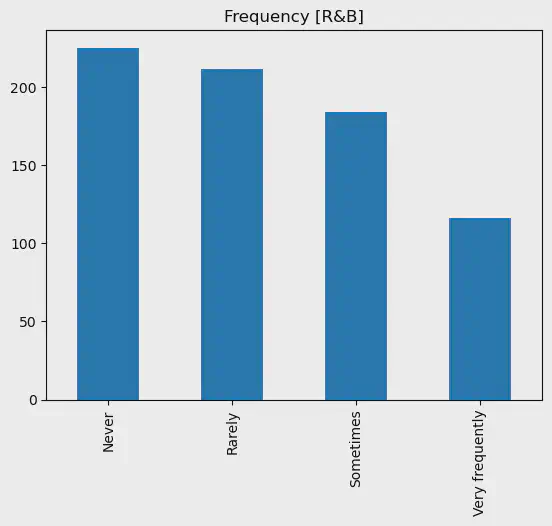 Frequency [R&B]
200
150
100
50
0
Never
Rarely
Sometimes
Very frequently